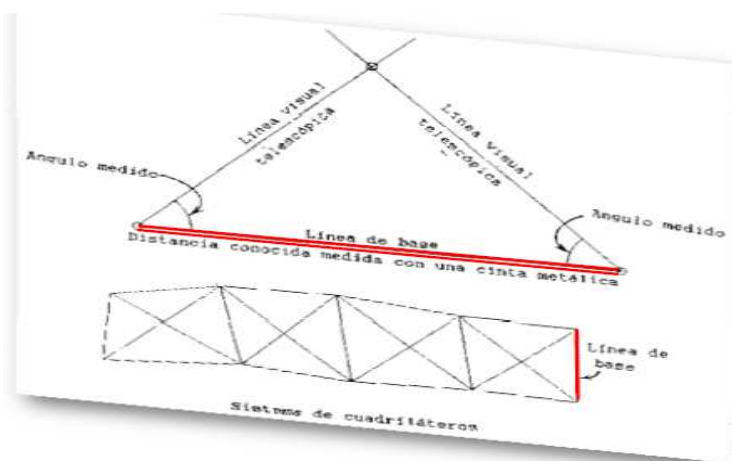 Línea visual
telescópica
Línea visual
telescópica
Angulo medido
Angulo medido
Línea de base
Distancia conocida medida con una cinta metálica
Línea de
base
Sistema de cuadriláteros